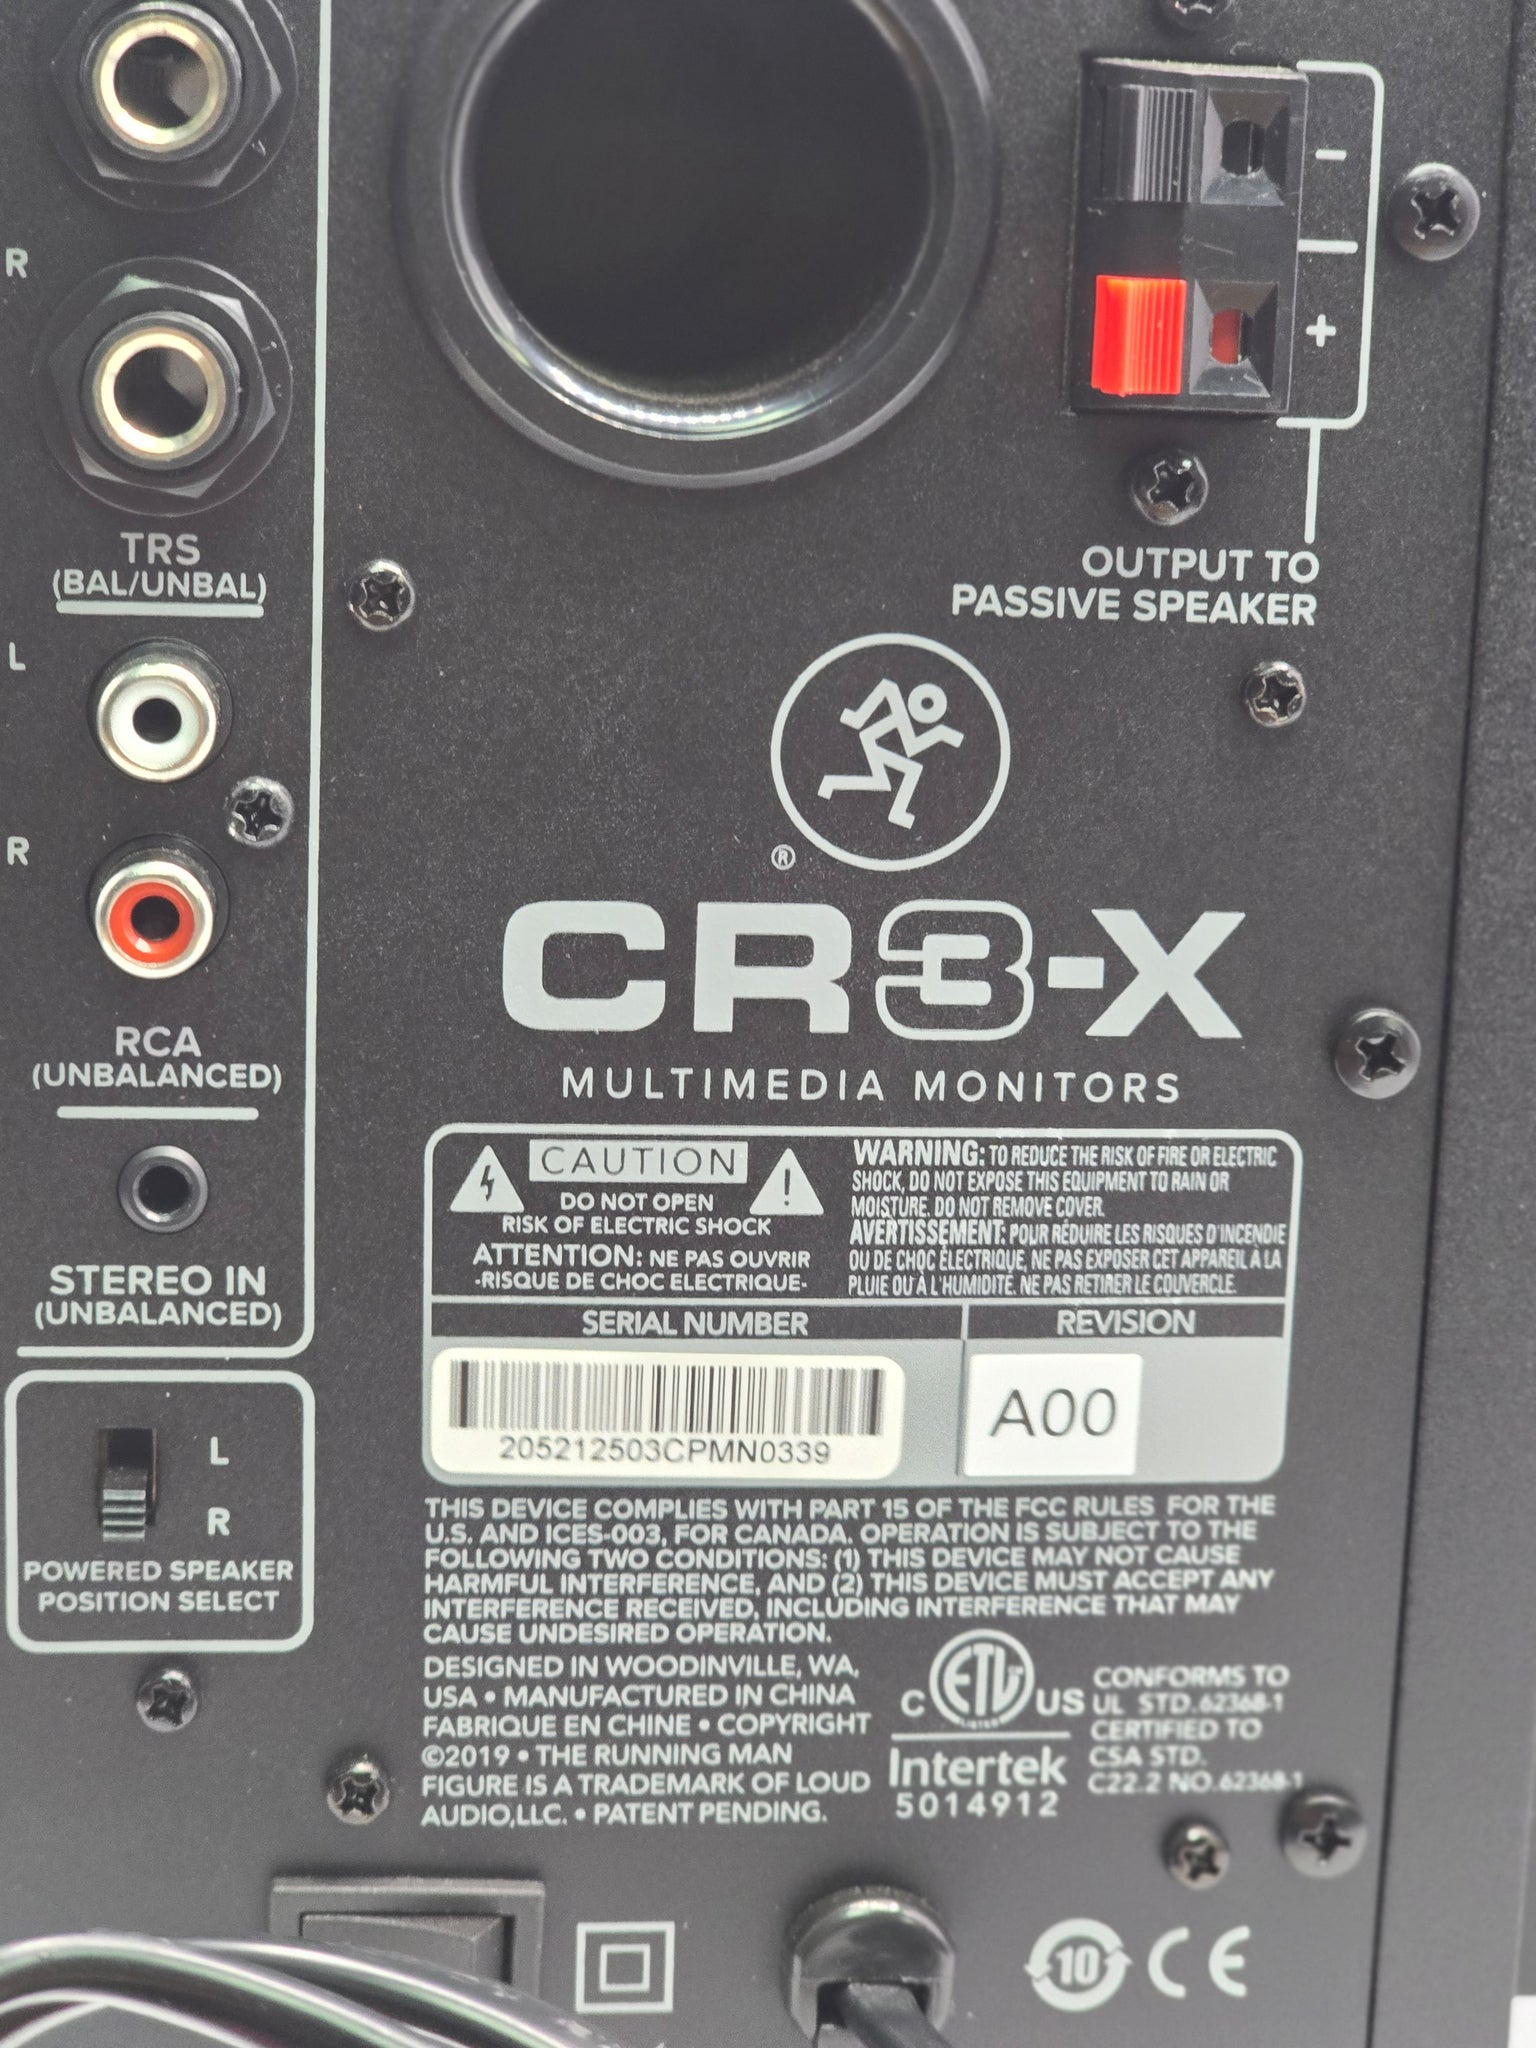 R
TRS
(BAL/UNBAL)
L
R
RCA
(UNBALANCED)
STEREO IN
(UNBALANCED)
L
R
POWERED SPEAKER
POSITION SELECT
-
+
OUTPUT TO
PASSIVE SPEAKER
®
CR3-X
MULTIMEDIA MONITORS
CAUTION
DO NOT OPEN
RISK OF ELECTRIC SHOCK
ATTENTION: NE PAS OUVRIR
-RISQUE DE CHOC ELECTRIQUE-
WARNING: TO REDUCE THE RISK OF FIRE OR ELECTRIC
SHOCK, DO NOT EXPOSE THIS EQUIPMENT TO RAIN OR
MOISTURE. DO NOT REMOVE COVER.
AVERTISSEMENT: POUR RÉDUIRE LES RISQUES D'INCENDIE
OU DE CHOC ÉLECTRIQUE, NE PAS EXPOSER CET APPAREIL À LA
PLUIE OU À L'HUMIDITE. NE PAS RETIRER LE COUVERCLE.
SERIAL NUMBER
REVISION
205212503CPMN0339
A00
THIS DEVICE COMPLIES WITH PART 15 OF THE FCC RULES FOR THE
U.S. AND ICES-003, FOR CANADA. OPERATION IS SUBJECT TO THE
FOLLOWING TWO CONDITIONS: (1) THIS DEVICE MAY NOT CAUSE
HARMFUL INTERFERENCE, AND (2) THIS DEVICE MUST ACCEPT ANY
INTERFERENCE RECEIVED, INCLUDING INTERFERENCE THAT MAY
CAUSE UNDESIRED OPERATION.
DESIGNED IN WOODINVILLE, WA,
USA • MANUFACTURED IN CHINA
FABRIQUE EN CHINE • COPYRIGHT
©2019 • THE RUNNING MAN
FIGURE IS A TRADEMARK OF LOUD
AUDIO,LLC. • PATENT PENDING.
C ETL US
LISTED
Intertek
5014912
CONFORMS TO
UL STD.62368-1
CERTIFIED TO
CSA STD.
C22.2 NO.62368-1
10
CE